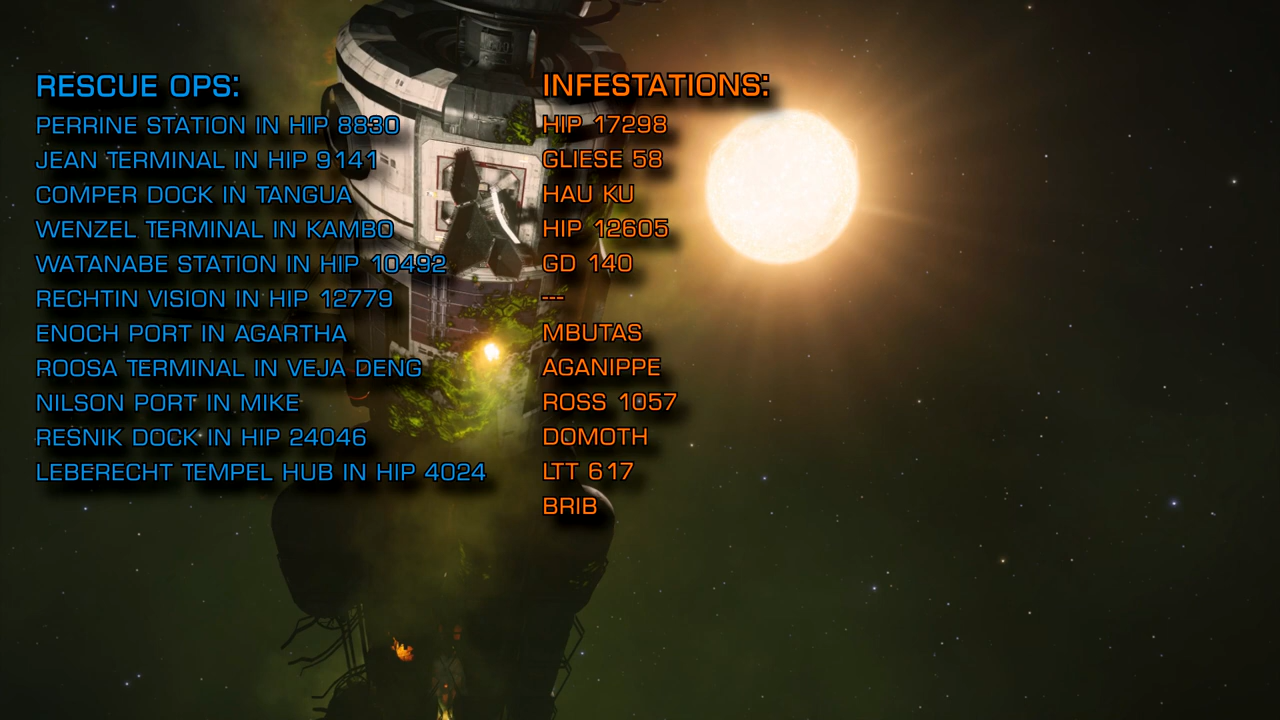 RESCUE OPS:
PERRINE STATION IN HIP 8830
JEAN TERMINAL IN HIP 9141
COMPER DOCK IN TANGUA
WENZEL TERMINAL IN KAMBO
WATANABE STATION IN HIP 10492
RECHTIN VISION IN HIP 12779
ENOCH PORT IN AGARTHA
ROOSA TERMINAL IN VEJA DENG
NILSON PORT IN MIKE
RESNIK DOCK IN HIP 24046
LEBERECHT TEMPEL HUB IN HIP 4024
INFESTATIONS:
HIP 17298
GLIESE 58
HAU KU
HIP 12605
GD 140
---
MBUTAS
AGANIPPE
ROSS 1057
DOMOTH
LTT 617
BRIB